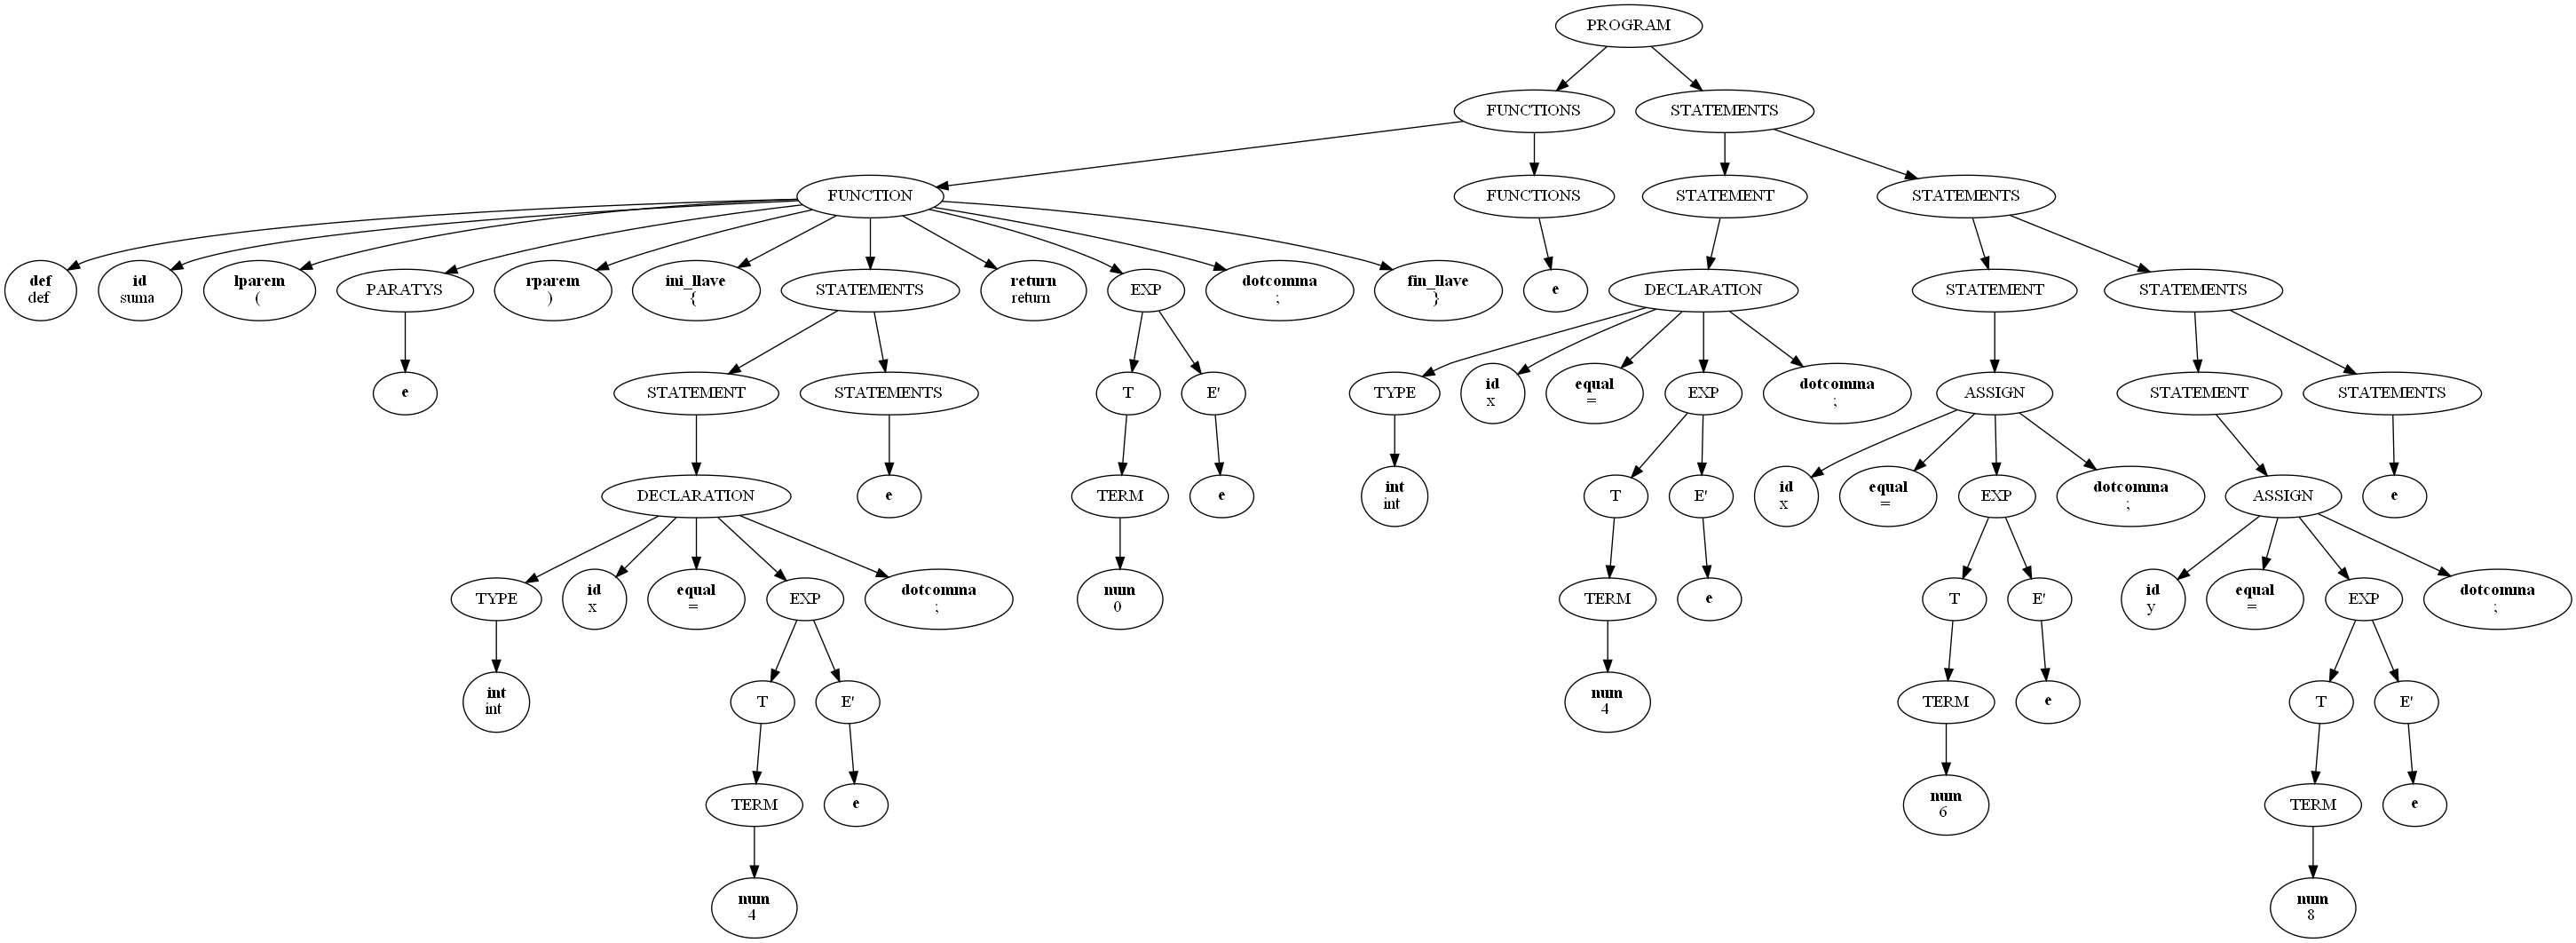 PROGRAM
FUNCTIONS
STATEMENTS
FUNCTION
FUNCTIONS
STATEMENT
STATEMENTS
def
def
id
suma
lparem
(
PARATYS
rparem
)
ini_llave
{
STATEMENTS
return
return
EXP
dotcomma
;
fin_llave
}
e
DECLARATION
STATEMENT
STATEMENTS
e
STATEMENT
STATEMENTS
T
E'
TYPE
id
x
equal
=
EXP
dotcomma
;
ASSIGN
STATEMENT
STATEMENTS
DECLARATION
e
TERM
e
int
int
T
E'
id
x
equal
=
EXP
dotcomma
;
ASSIGN
e
TYPE
id
x
equal
=
EXP
dotcomma
;
num
0
TERM
e
T
E'
id
y
equal
=
EXP
dotcomma
;
int
int
T
E'
num
4
TERM
e
T
E'
TERM
e
num
6
TERM
e
num
4
num
8